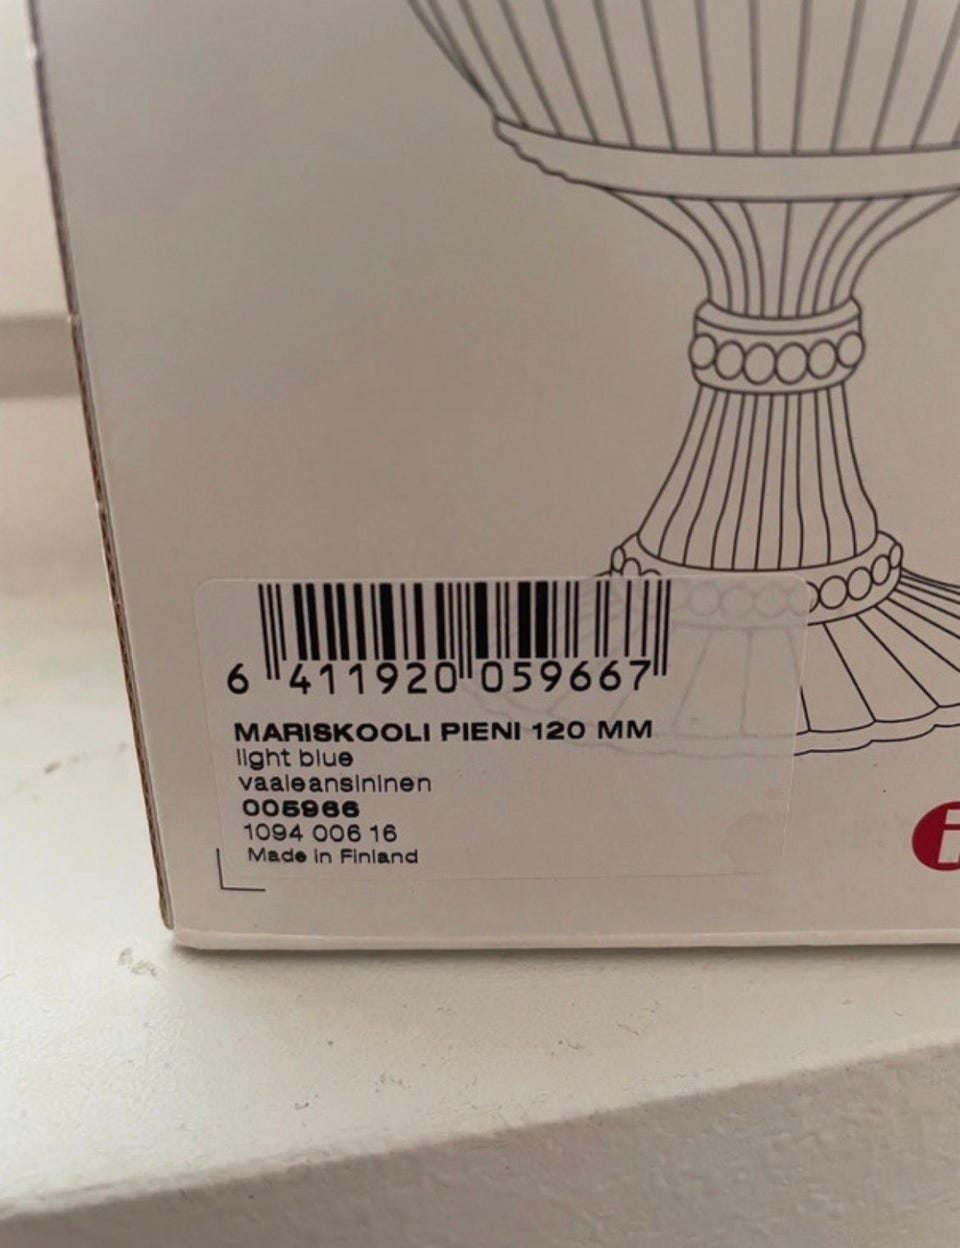 6 411920 059667
MARISKOOLI PIENI 120 MM
light blue
vaaleansininen
005966
1094 006 16
Made in Finland
i